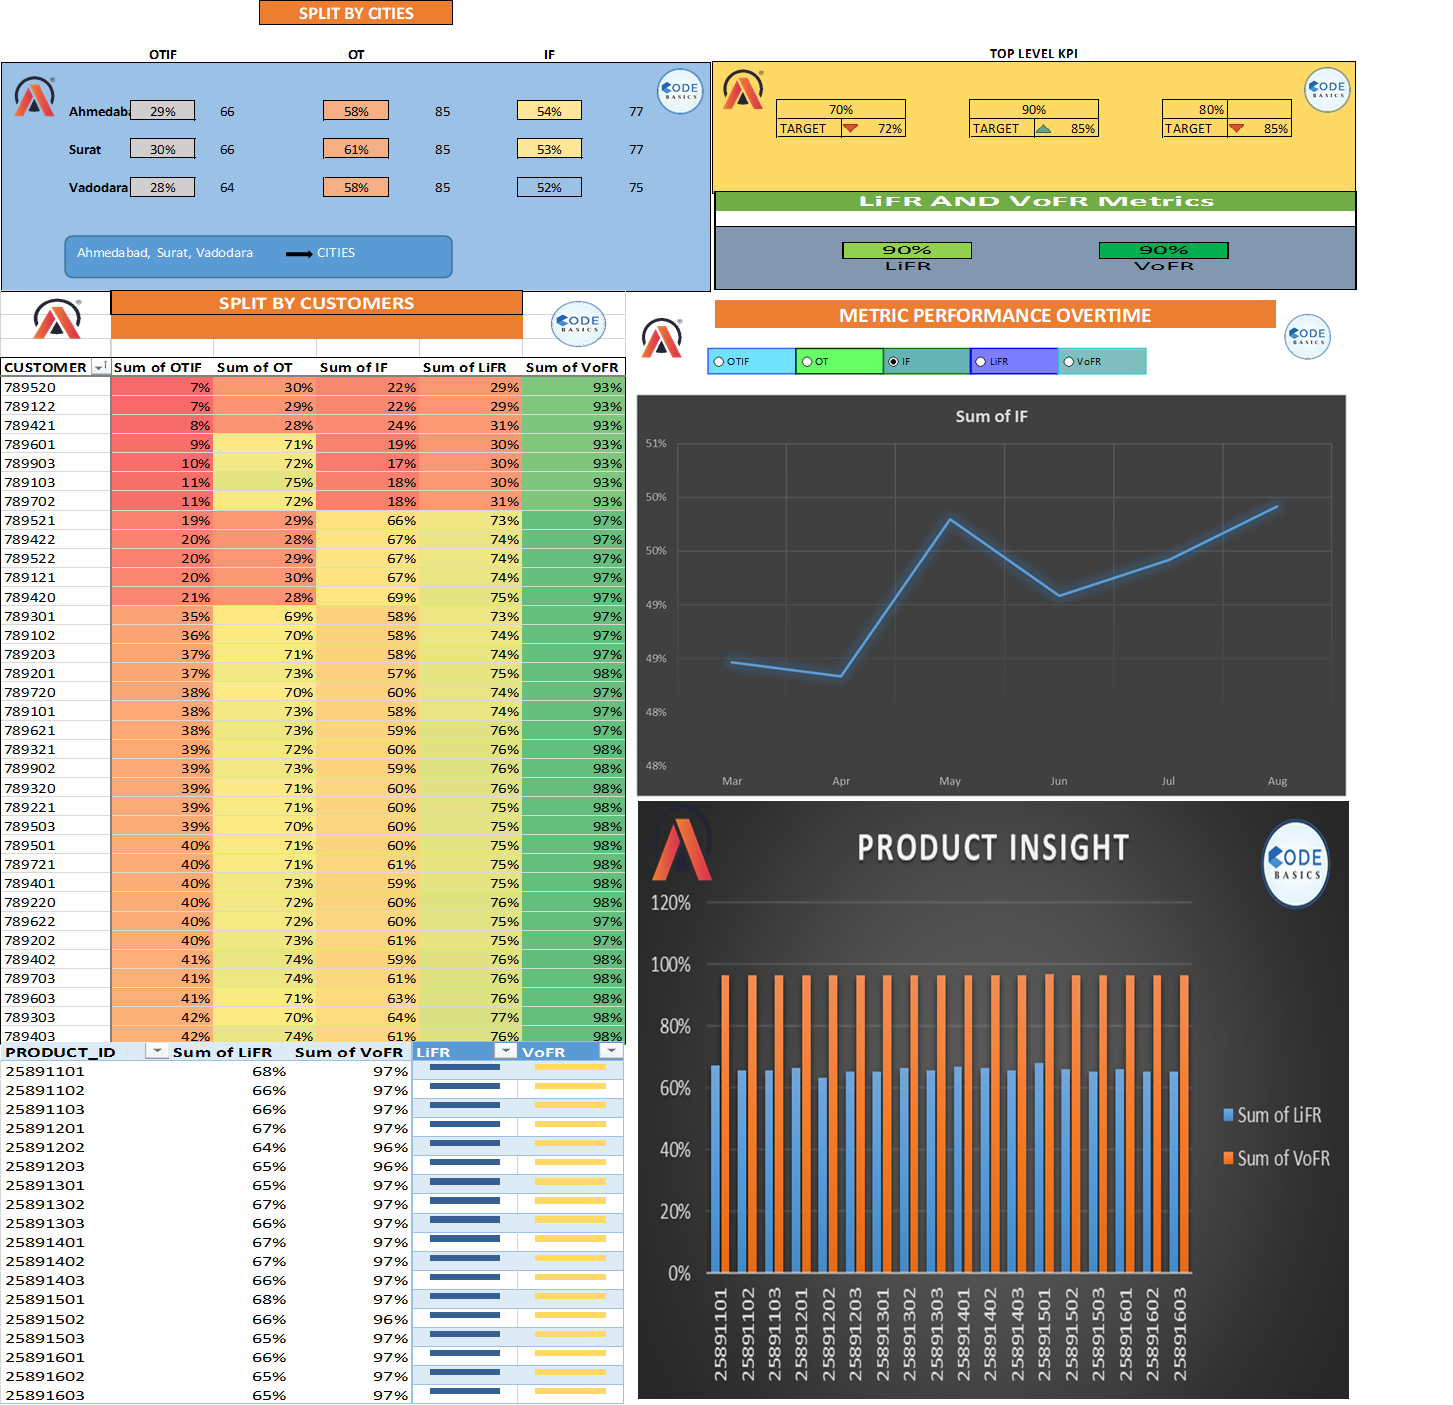 SPLIT BY CITIES
OTIF OT IF
CODE BASICS
Ahmedaba 29% 66 58% 85 54% 77
Surat 30% 66 61% 85 53% 77
Vadodara 28% 64 58% 85 52% 75
Ahmedabad, Surat, Vadodara CITIES
TOP LEVEL KPI
CODE BASICS
70% 90% 80%
TARGET 72% TARGET 85% TARGET 85%
LiFR AND VoFR Metrics
90% 90%
LiFR VoFR
SPLIT BY CUSTOMERS
CODE BASICS
CUSTOMER Sum of OTIF Sum of OT Sum of IF Sum of LiFR Sum of VoFR
789520 7% 30% 22% 29% 93%
789122 7% 29% 22% 29% 93%
789421 8% 28% 24% 31% 93%
789601 9% 71% 19% 30% 93%
789903 10% 72% 17% 30% 93%
789103 11% 75% 18% 30% 93%
789702 11% 72% 18% 31% 93%
789521 19% 29% 66% 73% 97%
789422 20% 28% 67% 74% 97%
789522 20% 29% 67% 74% 97%
789121 20% 30% 67% 74% 97%
789420 21% 28% 69% 75% 97%
789301 35% 69% 58% 73% 97%
789102 36% 70% 58% 74% 97%
789203 37% 71% 58% 74% 97%
789201 37% 73% 57% 75% 98%
789720 38% 70% 60% 74% 97%
789101 38% 73% 58% 74% 97%
789621 38% 73% 59% 76% 97%
789321 39% 72% 60% 76% 98%
789902 39% 73% 59% 76% 98%
789320 39% 71% 60% 76% 98%
789221 39% 71% 60% 75% 98%
789503 39% 70% 60% 75% 98%
789501 40% 71% 60% 75% 98%
789721 40% 71% 61% 75% 98%
789401 40% 73% 59% 75% 98%
789220 40% 72% 60% 76% 98%
789622 40% 72% 60% 75% 97%
789202 40% 73% 61% 75% 97%
789402 41% 74% 59% 76% 98%
789703 41% 74% 61% 76% 98%
789603 41% 71% 63% 76% 98%
789303 42% 70% 64% 77% 98%
789403 42% 74% 61% 76% 98%
PRODUCT_ID Sum of LiFR Sum of VoFR LiFR VoFR
25891101 68% 97%
25891102 66% 97%
25891103 66% 97%
25891201 67% 97%
25891202 64% 96%
25891203 65% 96%
25891301 65% 97%
25891302 67% 97%
25891303 66% 97%
25891401 67% 97%
25891402 67% 97%
25891403 66% 97%
25891501 68% 97%
25891502 66% 96%
25891503 65% 97%
25891601 66% 97%
25891602 65% 97%
25891603 65% 97%
METRIC PERFORMANCE OVERTIME
CODE BASICS
OTIF OT IF LiFR VoFR
Sum of IF
51%
50%
50%
49%
49%
48%
48%
Mar Apr May Jun Jul Aug
PRODUCT INSIGHT
CODE BASICS
120%
100%
80%
60%
40%
20%
0%
Sum of LiFR
Sum of VoFR
25891101 25891102 25891103 25891201 25891202 25891203 25891301 25891302 25891303 25891401 25891402 25891403 25891501 25891502 25891503 25891601 25891602 25891603